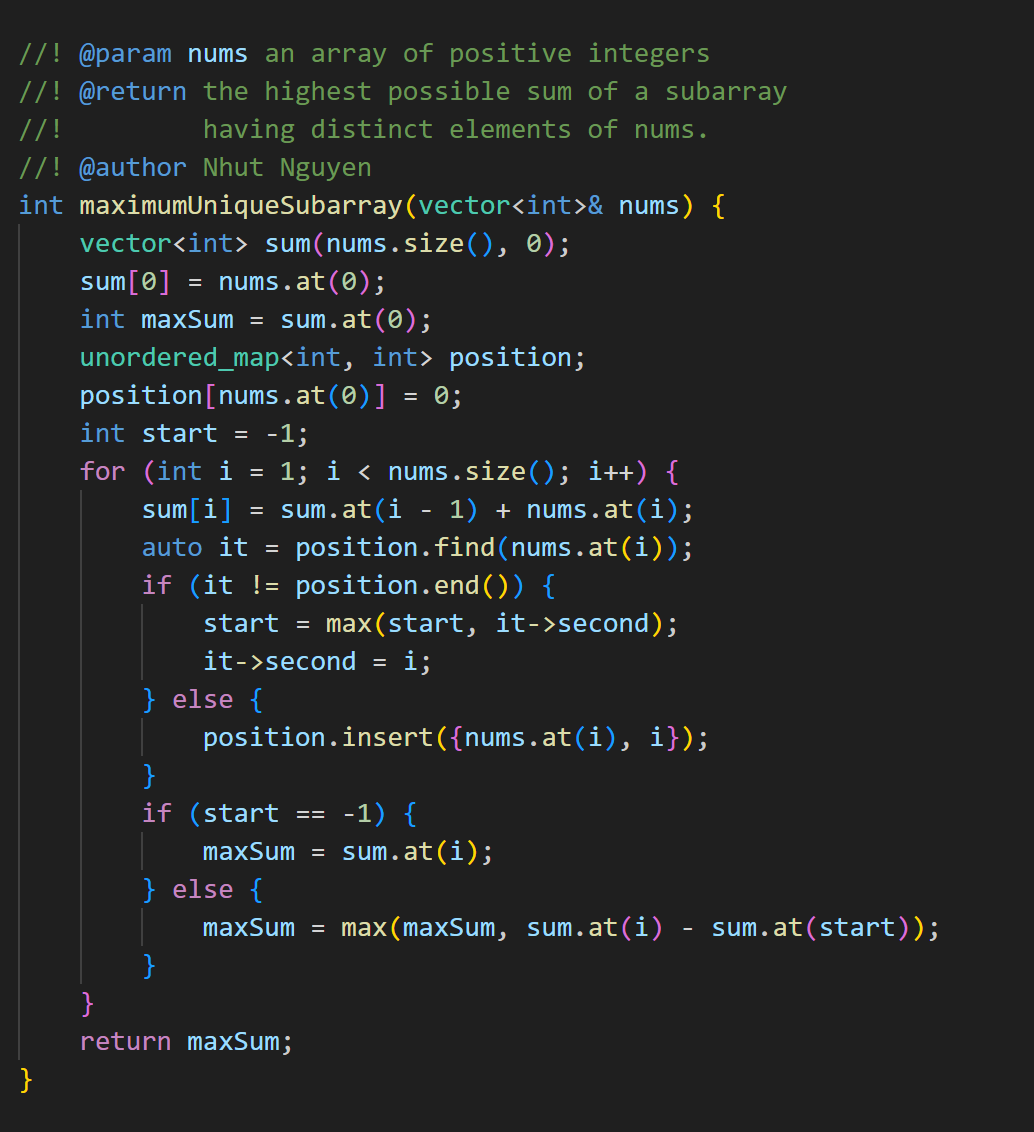 //! @param nums an array of positive integers
//! @return the highest possible sum of a subarray
//!         having distinct elements of nums.
//! @author Nhut Nguyen
int maximumUniqueSubarray(vector<int>& nums) {
    vector<int> sum(nums.size(), 0);
    sum[0] = nums.at(0);
    int maxSum = sum.at(0);
    unordered_map<int, int> position;
    position[nums.at(0)] = 0;
    int start = -1;
    for (int i = 1; i < nums.size(); i++) {
        sum[i] = sum.at(i - 1) + nums.at(i);
        auto it = position.find(nums.at(i));
        if (it != position.end()) {
            start = max(start, it->second);
            it->second = i;
        } else {
            position.insert({nums.at(i), i});
        }
        if (start == -1) {
            maxSum = sum.at(i);
        } else {
            maxSum = max(maxSum, sum.at(i) - sum.at(start));
        }
    }
    return maxSum;
}